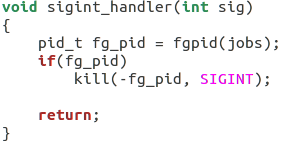 void sigint_handler(int sig)
{
    pid_t fg_pid = fgpid(jobs);
    if(fg_pid)
        kill(-fg_pid, SIGINT);

    return;
}